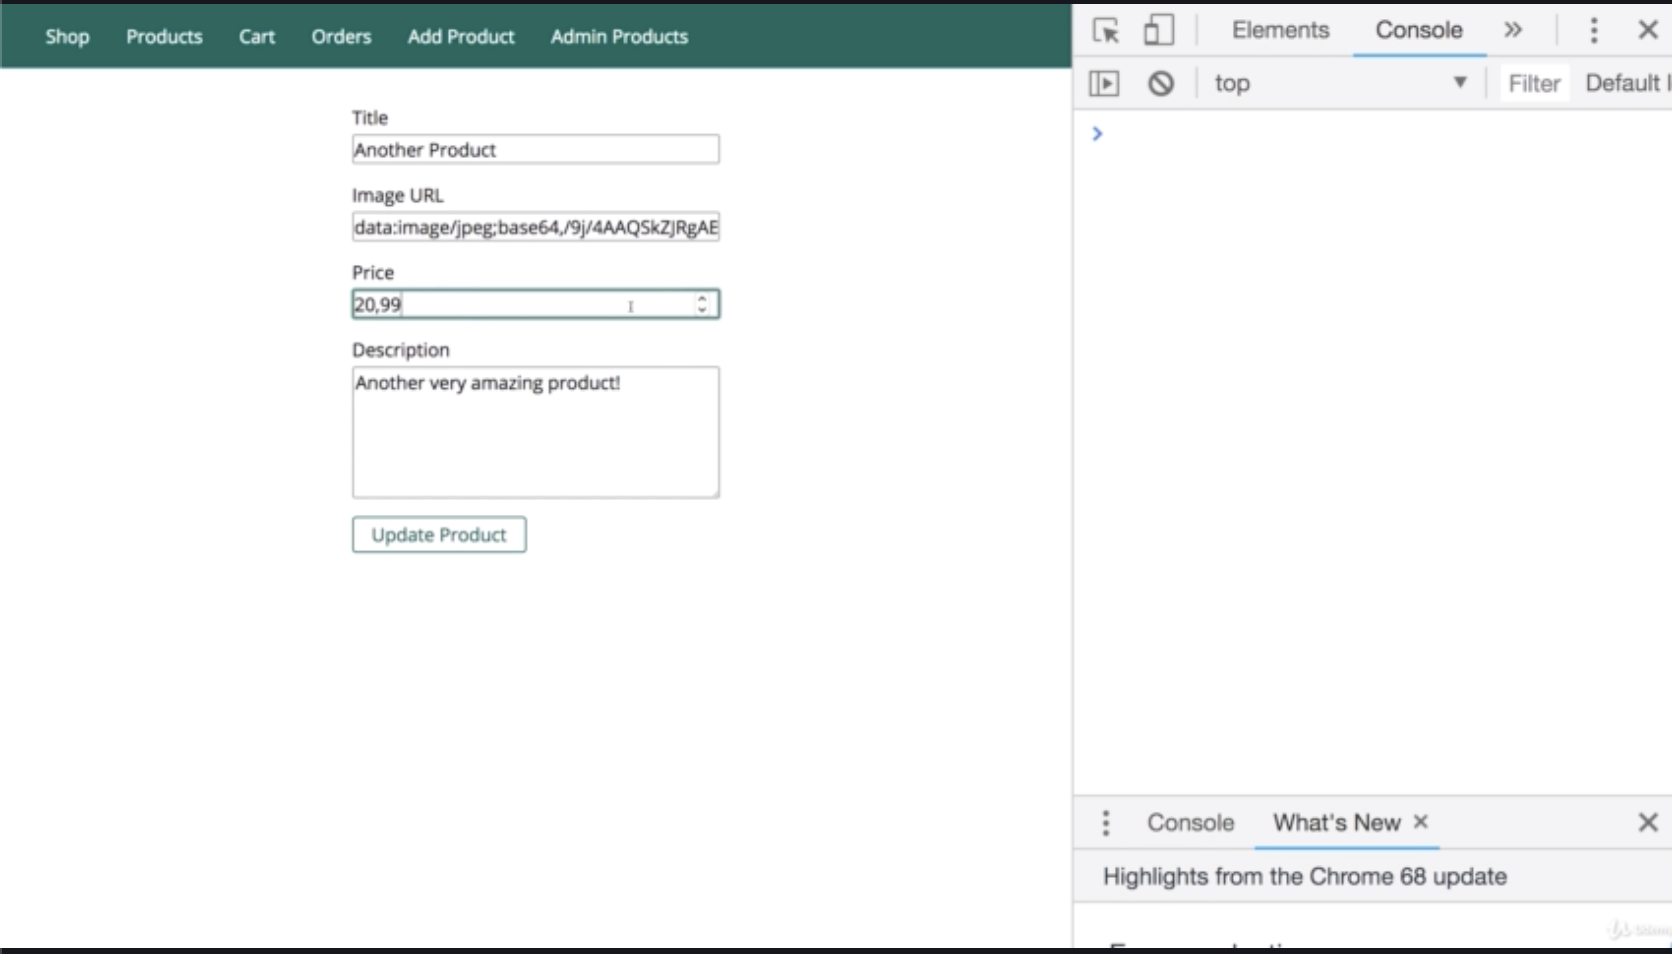 Shop Products Cart Orders Add Product Admin Products
Title
Another Product
Image URL
data:image/jpeg;base64,/9j/4AAQSkZJRgAE
Price
20,99
Description
Another very amazing product!
Update Product
Elements Console
top Filter Default l
Console What's New
Highlights from the Chrome 68 update